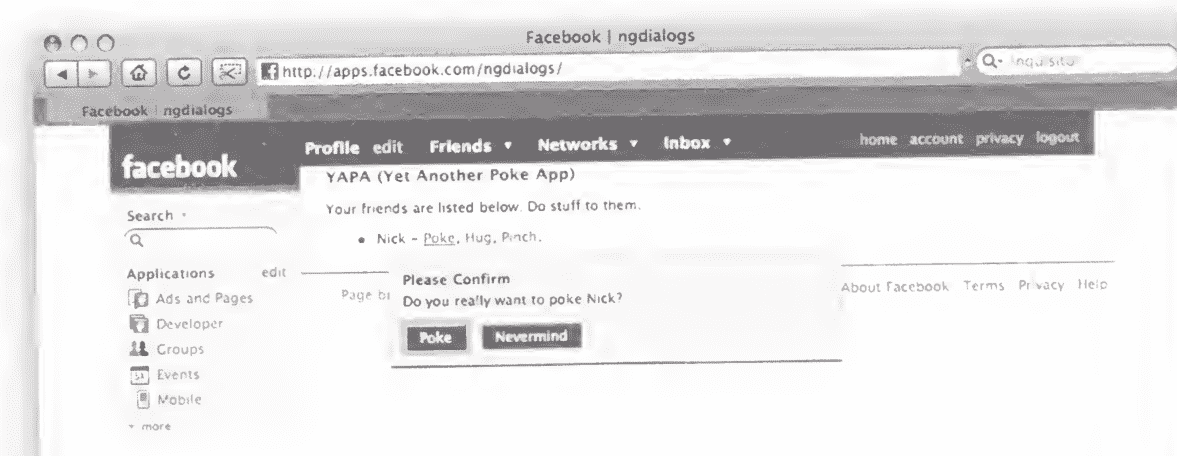 Facebook | ngdialogs
http://apps.facebook.com/ngdialogs/
Inquisitor
Facebook | ngdialogs
facebook
Profile edit Friends Networks Inbox
home account privacy logout
YAPA (Yet Another Poke App)
Your friends are listed below. Do stuff to them.
• Nick – Poke, Hug, Pinch.
Search
Applications edit
Ads and Pages
Developer
Groups
Events
Mobile
more
Please Confirm
Do you really want to poke Nick?
Poke Nevermind
Page
About Facebook Terms Privacy Help